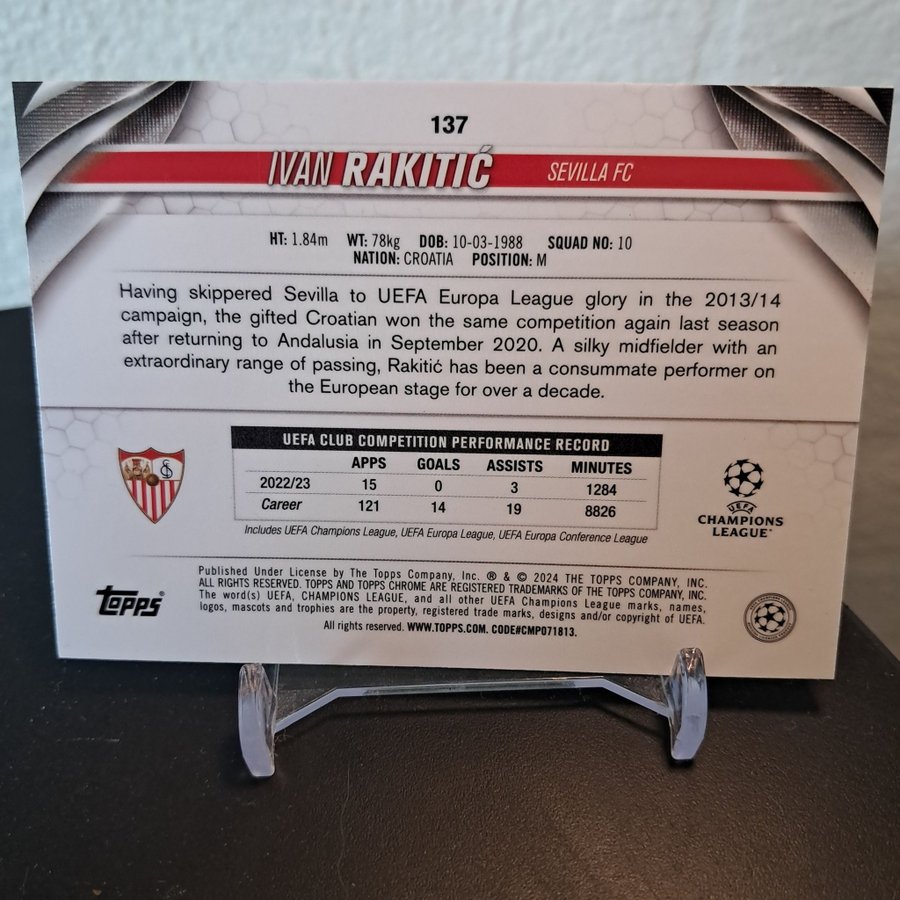 137
IVAN RAKITIĆ SEVILLA FC
HT: 1.84m WT: 78kg DOB: 10-03-1988 SQUAD NO: 10
NATION: CROATIA POSITION: M
Having skippered Sevilla to UEFA Europa League glory in the 2013/14
campaign, the gifted Croatian won the same competition again last season
after returning to Andalusia in September 2020. A silky midfielder with an
extraordinary range of passing, Rakitić has been a consummate performer on
the European stage for over a decade.
UEFA CLUB COMPETITION PERFORMANCE RECORD
APPS GOALS ASSISTS MINUTES
2022/23 15 0 3 1284
Career 121 14 19 8826
Includes UEFA Champions League, UEFA Europa League, UEFA Europa Conference League
UEFA
CHAMPIONS
LEAGUE
Topps®
Published Under License by The Topps Company, Inc. ® & © 2024 THE TOPPS COMPANY, INC.
ALL RIGHTS RESERVED. TOPPS AND TOPPS CHROME ARE REGISTERED TRADEMARKS OF THE TOPPS COMPANY, INC.
The word(s) UEFA, CHAMPIONS LEAGUE, and all other UEFA Champions League marks, names,
logos, mascots and trophies are the property, registered trade marks, designs and/or copyright of UEFA.
All rights reserved. WWW.TOPPS.COM. CODE#CMP071813.